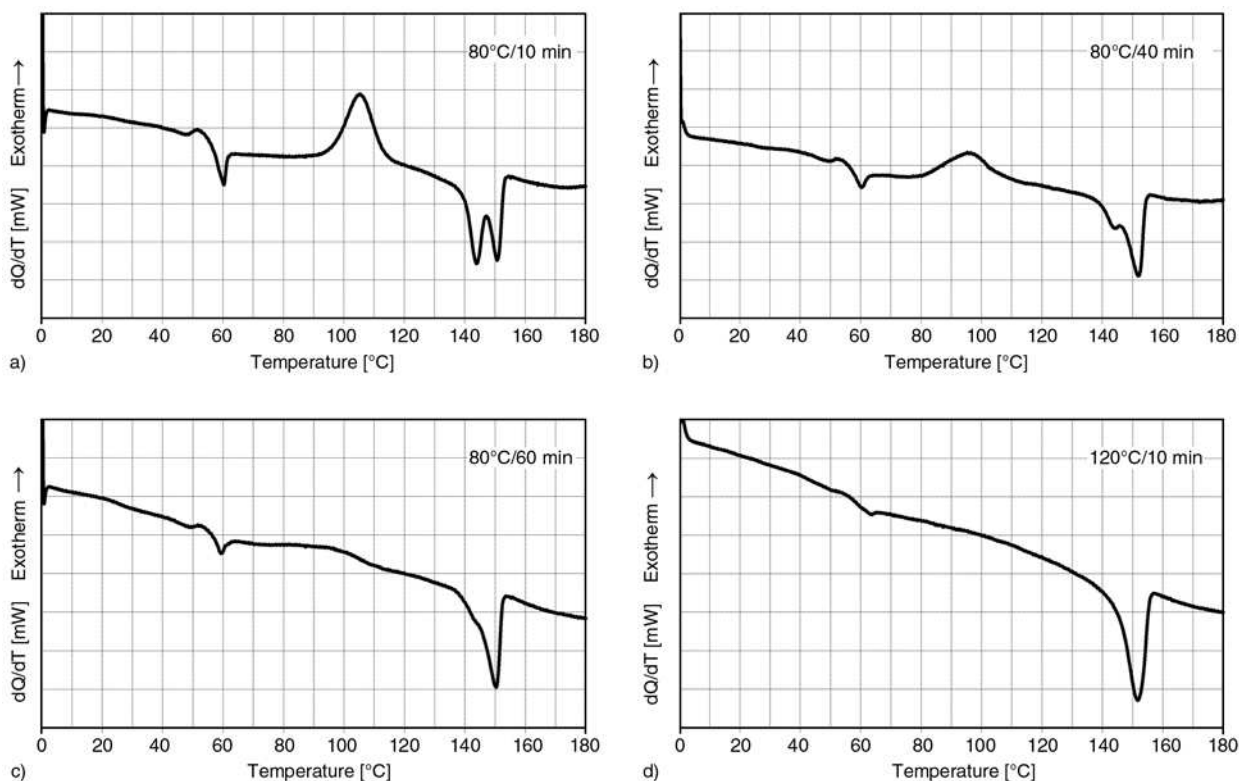 80°C/10 min
dQ/dT [mW] Exotherm →
0 20 40 60 80 100 120 140 160 180
Temperature [°C]
a)
80°C/40 min
dQ/dT [mW] Exotherm →
0 20 40 60 80 100 120 140 160 180
Temperature [°C]
b)
80°C/60 min
dQ/dT [mW] Exotherm →
0 20 40 60 80 100 120 140 160 180
Temperature [°C]
c)
120°C/10 min
dQ/dT [mW] Exotherm →
0 20 40 60 80 100 120 140 160 180
Temperature [°C]
d)